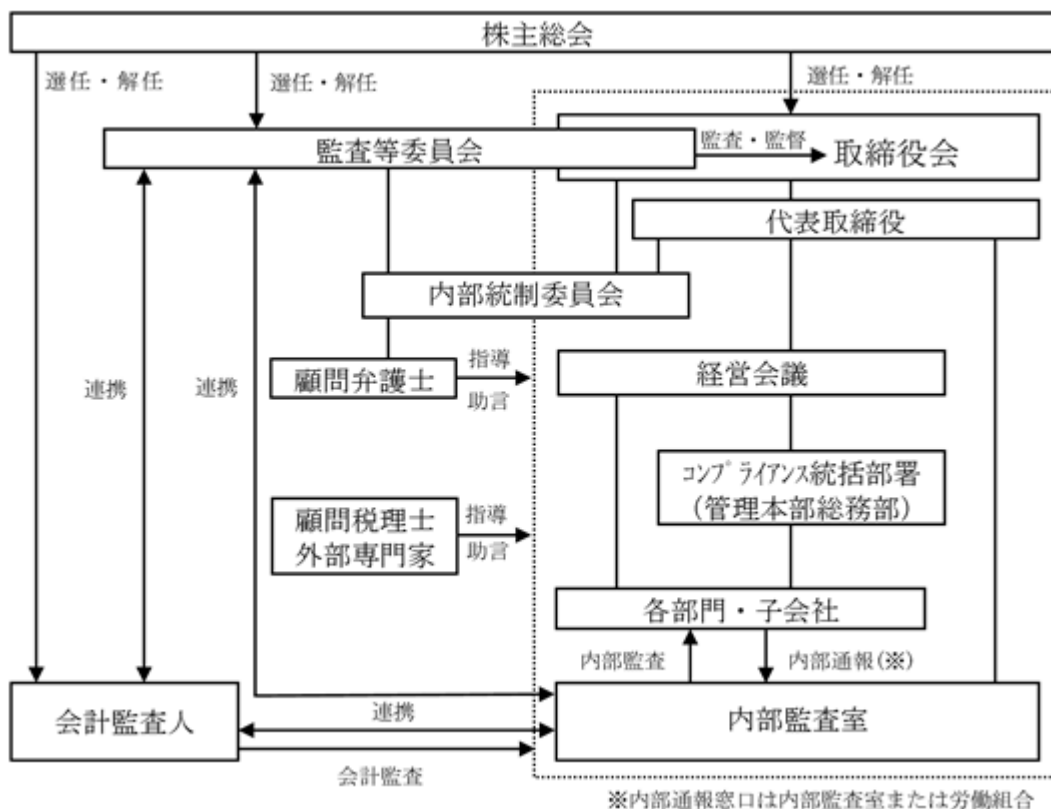 株主総会
選任・解任
選任・解任
選任・解任
監査等委員会
監査・監督
取締役会
代表取締役
内部統制委員会
顧問弁護士
指導
助言
経営会議
連携
連携
コンプライアンス統括部署
（管理本部総務部）
顧問税理士
外部専門家
指導
助言
各部門・子会社
内部監査
内部通報(※)
会計監査人
連携
内部監査室
会計監査
※内部通報窓口は内部監査室または労働組合